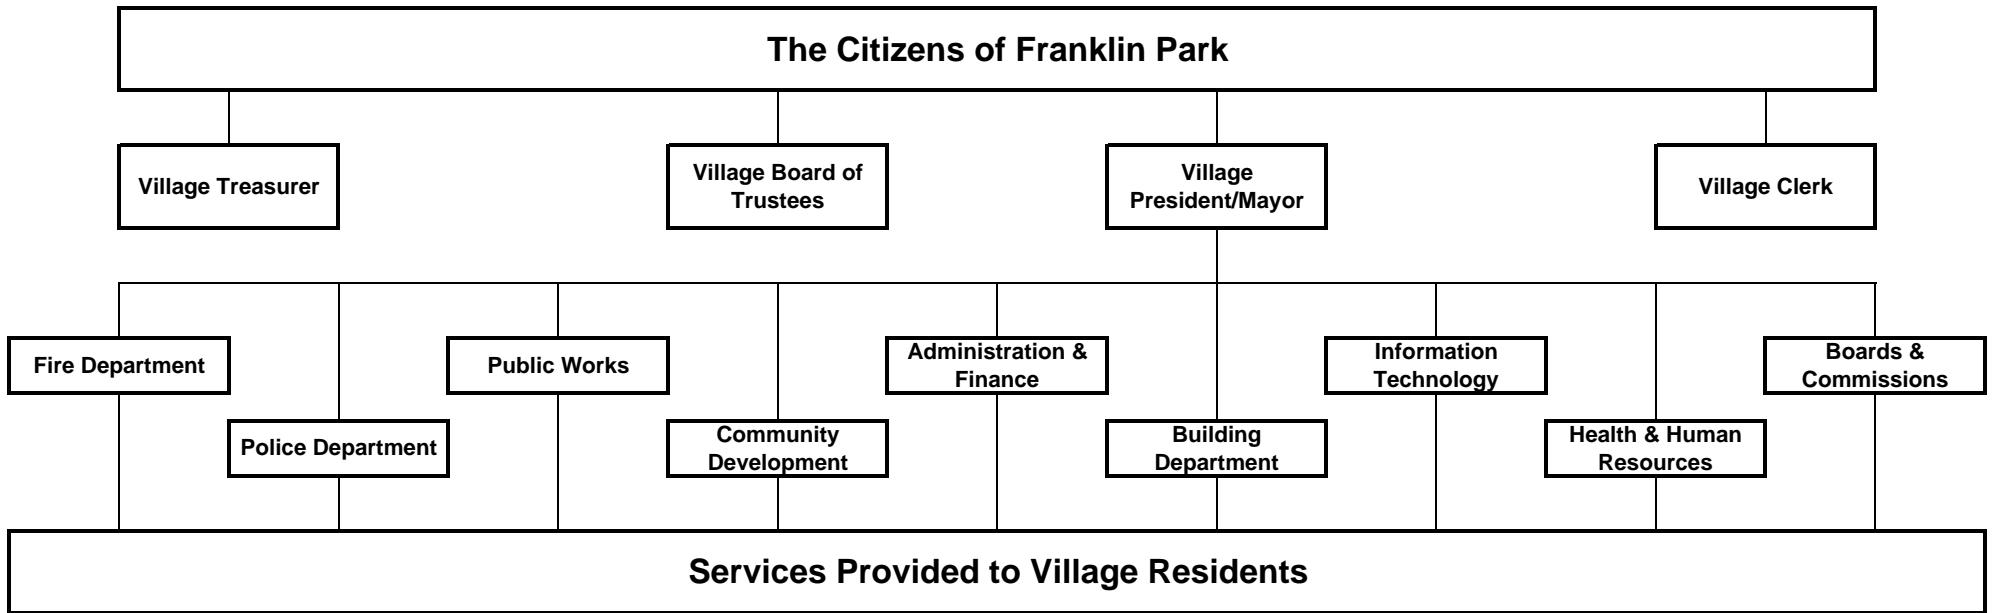 The Citizens of Franklin Park
Village Treasurer
Village Board of
Trustees
Village
President/Mayor
Village Clerk
Fire Department
Public Works
Administration &
Finance
Information
Technology
Boards &
Commissions
Police Department
Community
Development
Building
Department
Health & Human
Resources
Services Provided to Village Residents